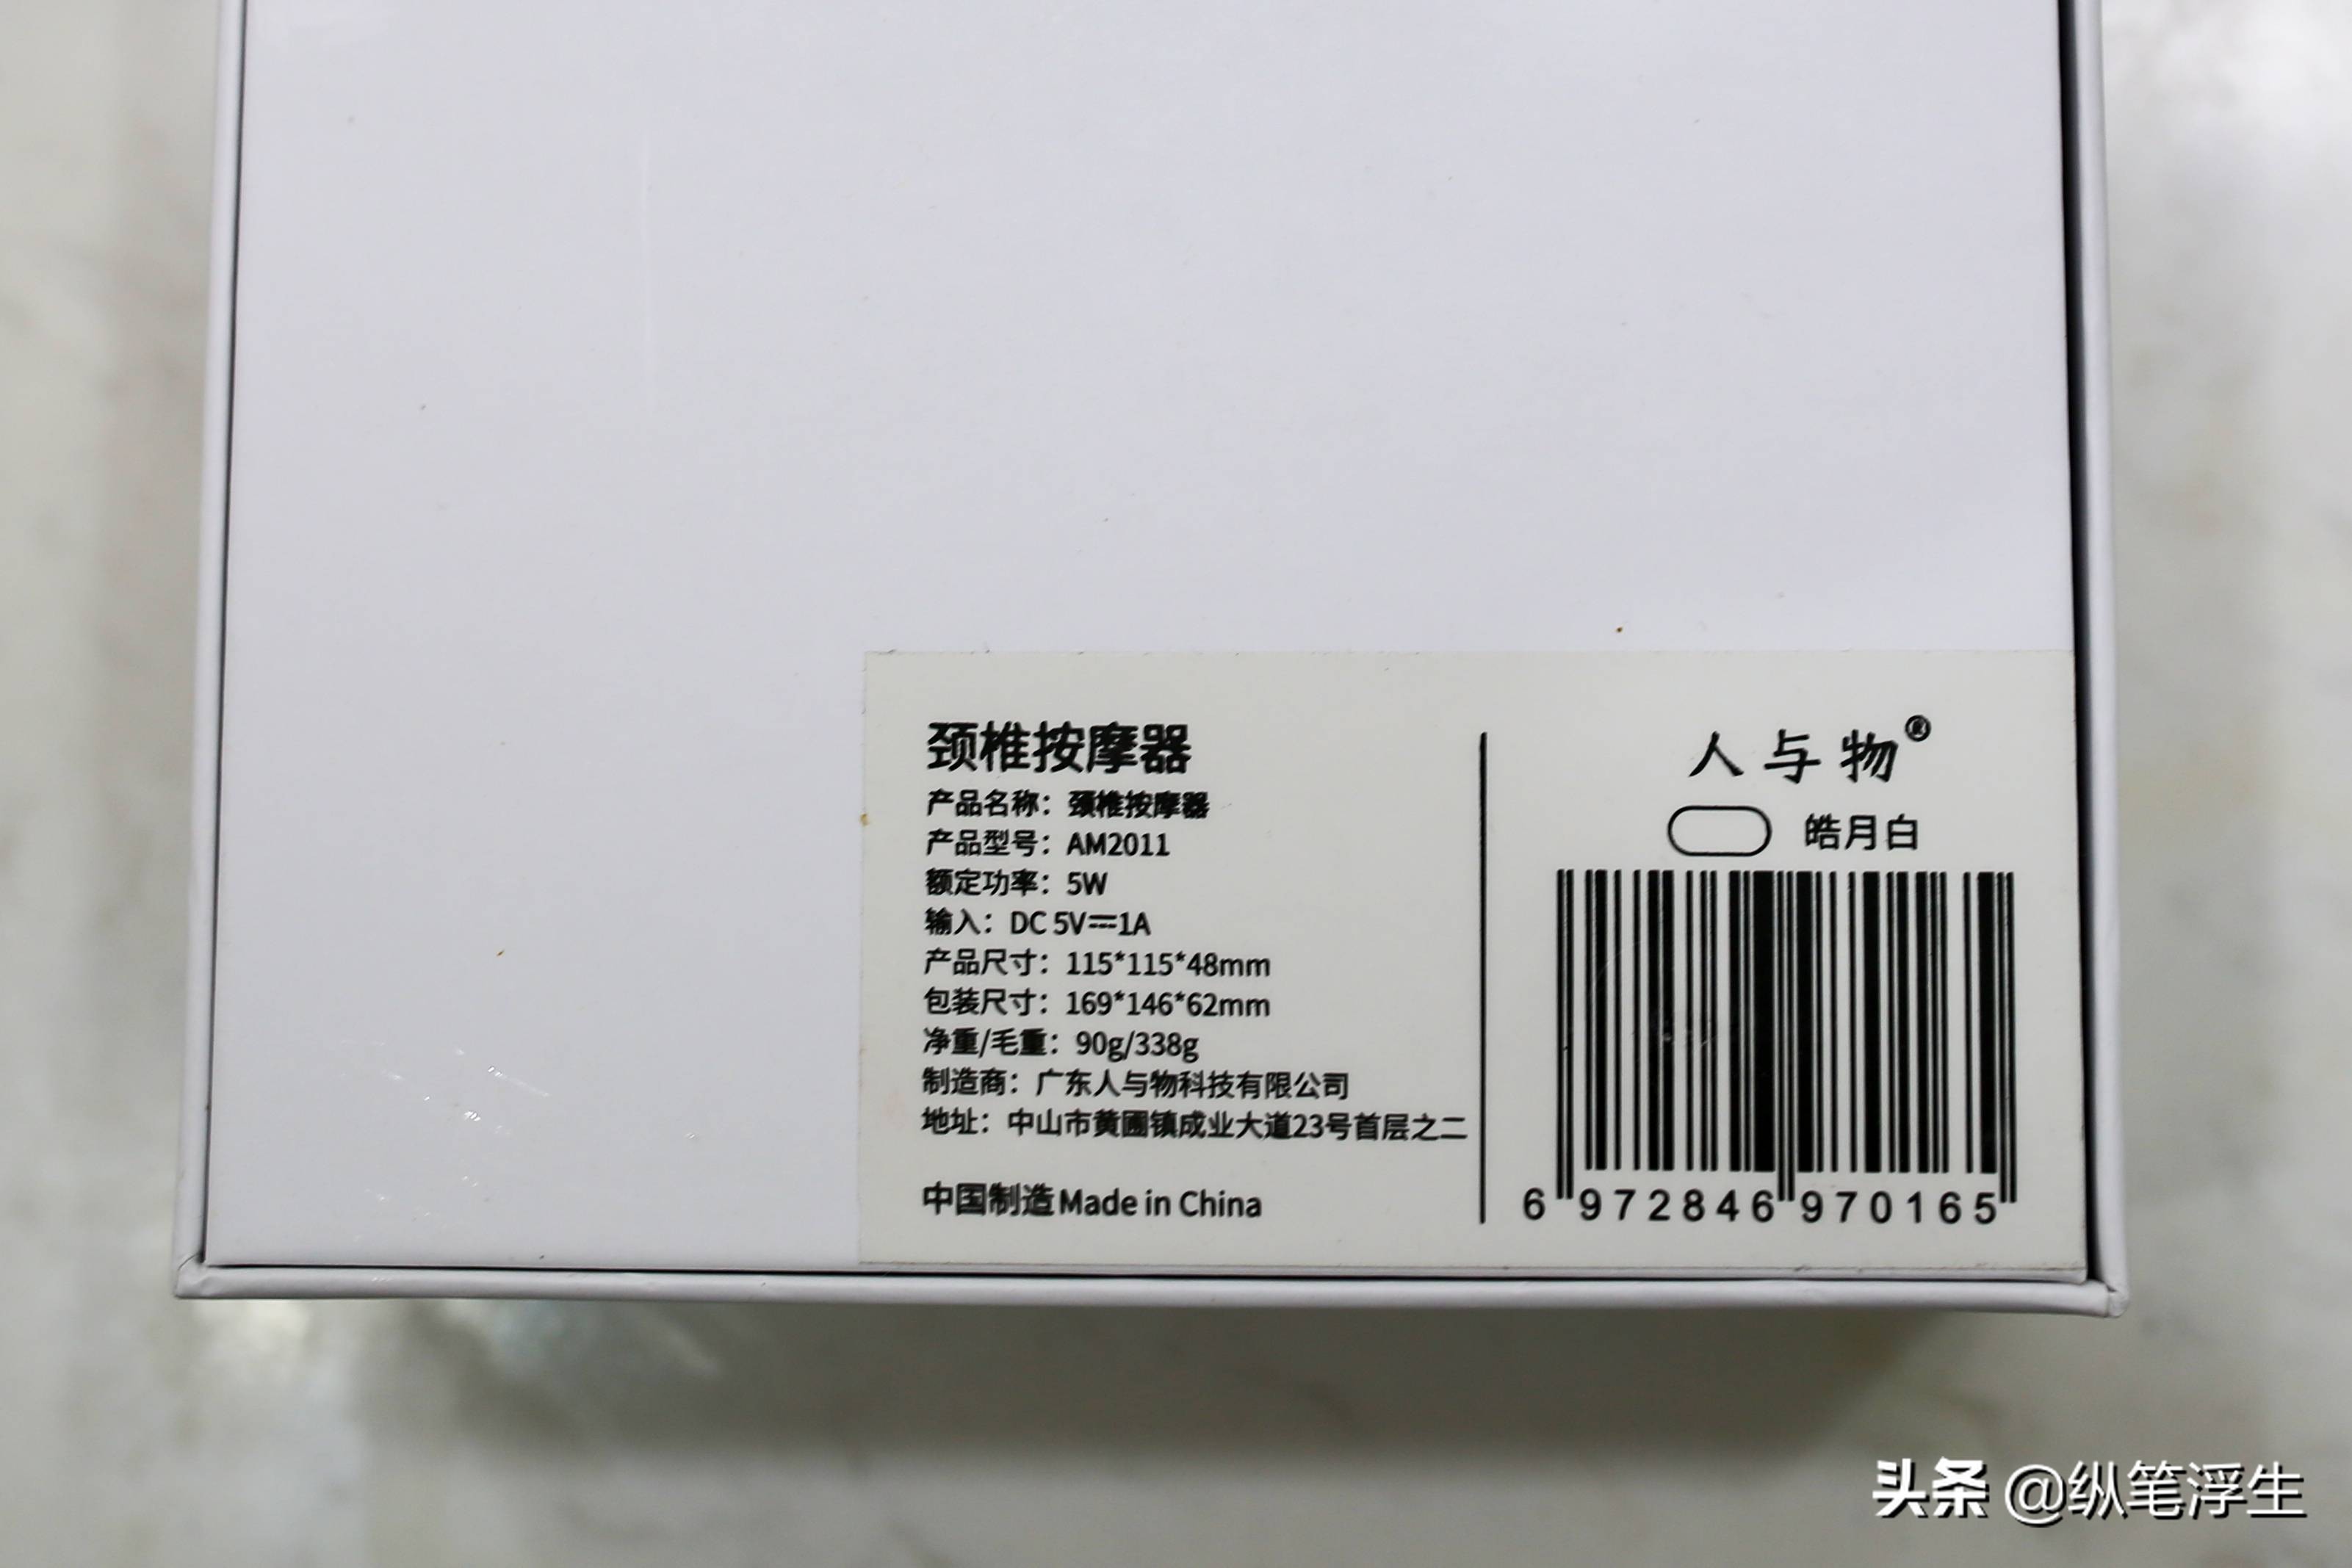 颈椎按摩器
产品名称：颈椎按摩器
产品型号：AM2011
额定功率：5W
输入：DC 5V⎓1A
产品尺寸：115*115*48mm
包装尺寸：169*146*62mm
净重/毛重：90g/338g
制造商：广东人与物科技有限公司
地址：中山市黄圃镇成业大道23号首层之二
中国制造 Made in China
人与物®
皓月白
6 972846 970165
头条 @纵笔浮生